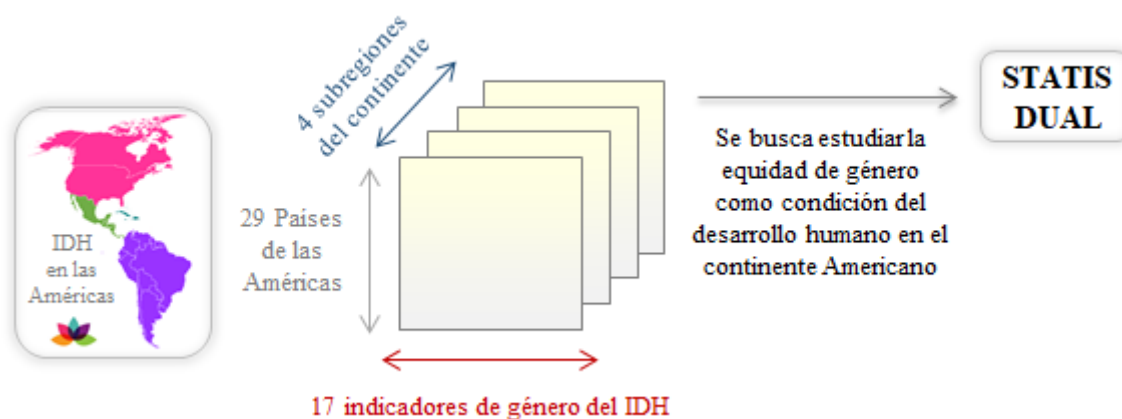 IDH
en las
Américas
4 subregiones
del continente
29 Países
de las
Américas
17 indicadores de género del IDH
Se busca estudiar la
equidad de género
como condición del
desarrollo humano en el
continente Americano
STATIS
DUAL